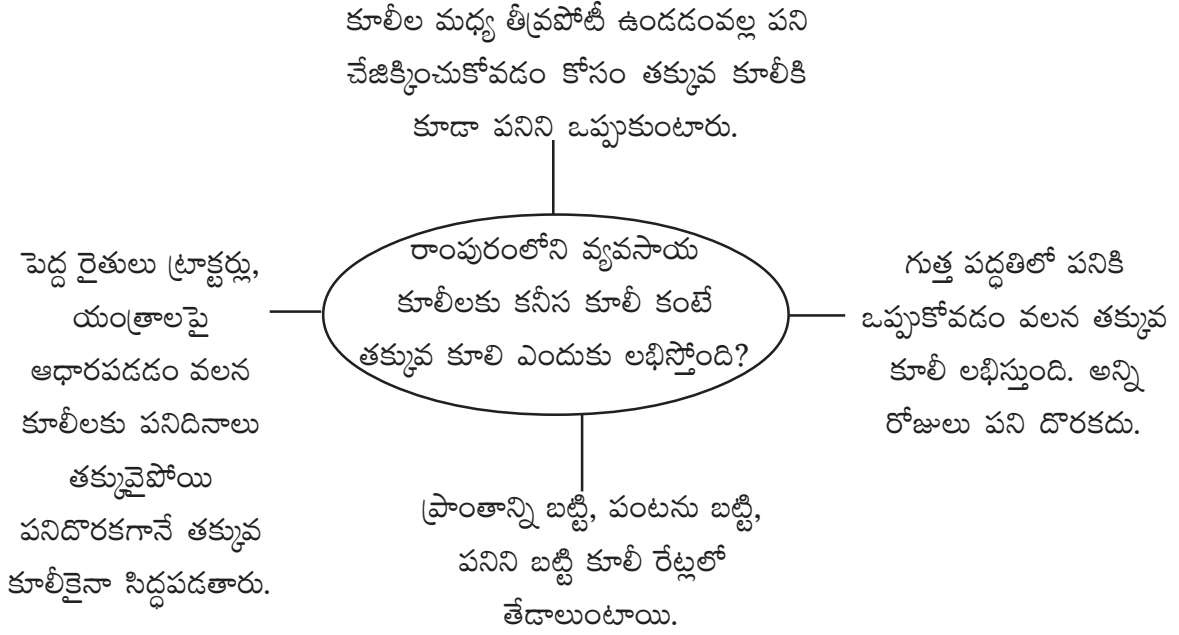 కూలీల మధ్య తీవ్రపోటీ ఉండడంవల్ల పని
చేజిక్కించుకోవడం కోసం తక్కువ కూలీకి
కూడా పనిని ఒప్పుకుంటారు.
రాంపురంలోని వ్యవసాయ
కూలీలకు కనీస కూలీ కంటే
తక్కువ కూలి ఎందుకు లభిస్తోంది?
పెద్ద రైతులు ట్రాక్టర్లు,
యంత్రాలపై
ఆధారపడడం వలన
కూలీలకు పనిదినాలు
తక్కువైపోయి
పనిదొరకగానే తక్కువ
కూలీకైనా సిద్ధపడతారు.
గుత్త పద్ధతిలో పనికి
ఒప్పుకోవడం వలన తక్కువ
కూలీ లభిస్తుంది. అన్ని
రోజులు పని దొరకదు.
ప్రాంతాన్ని బట్టి, పంటను బట్టి,
పనిని బట్టి కూలీ రేట్లలో
తేడాలుంటాయి.